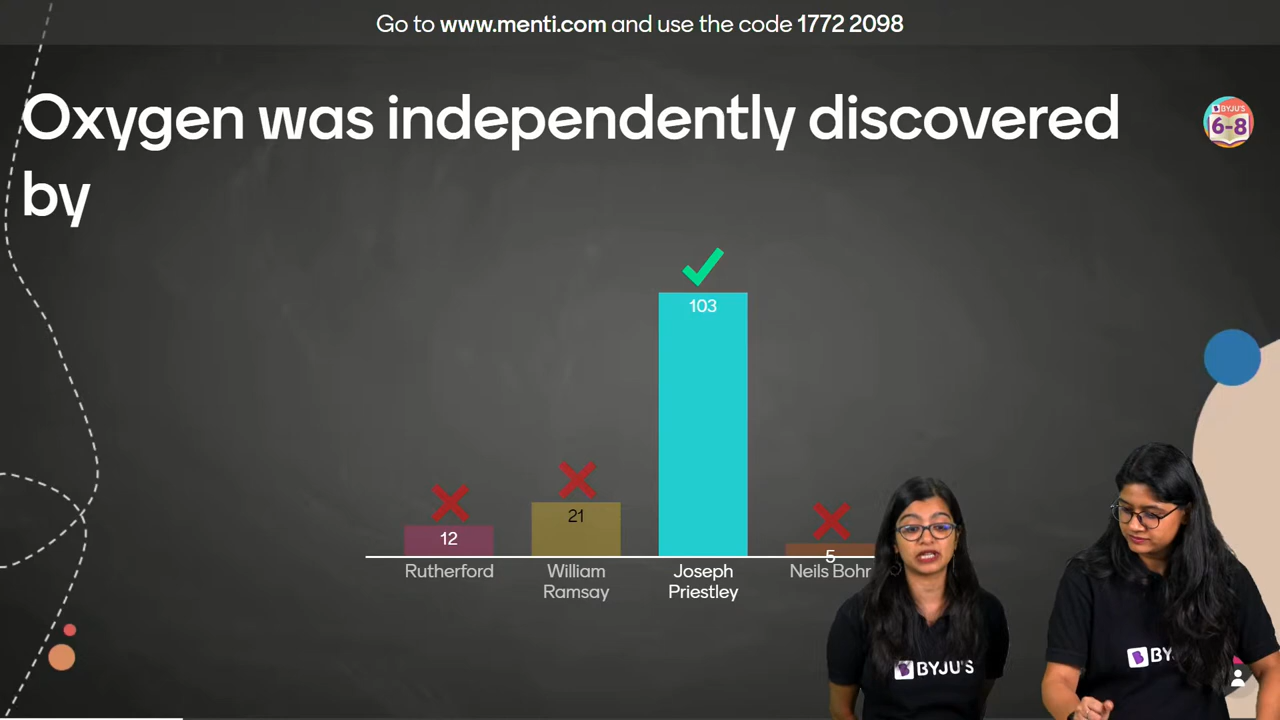 Go to www.menti.com and use the code 1772 2098
Oxygen was independently discovered
by
BYJU'S
6-8
103
21
12
5
Rutherford
William
Ramsay
Joseph
Priestley
Neils Bohr
BYJU'S
BY